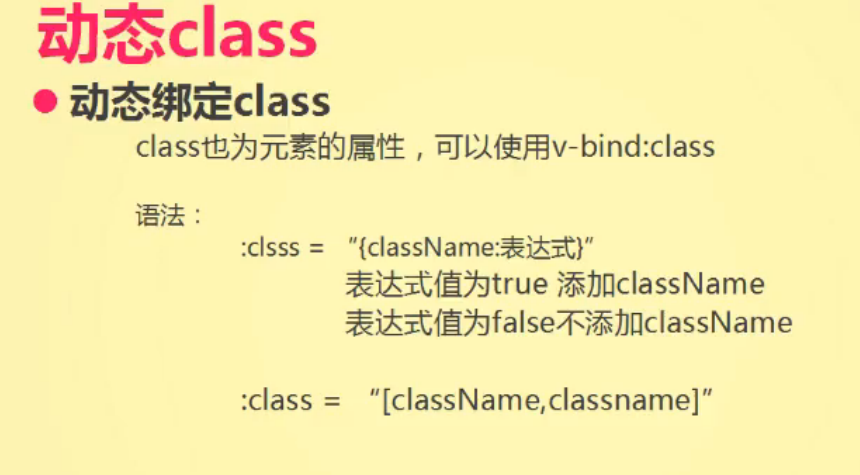 动态class
动态绑定class
class也为元素的属性，可以使用v-bind:class
语法：
:clsss = “{className:表达式}”
表达式值为true 添加className
表达式值为false不添加className
:class = “[className,classname]”